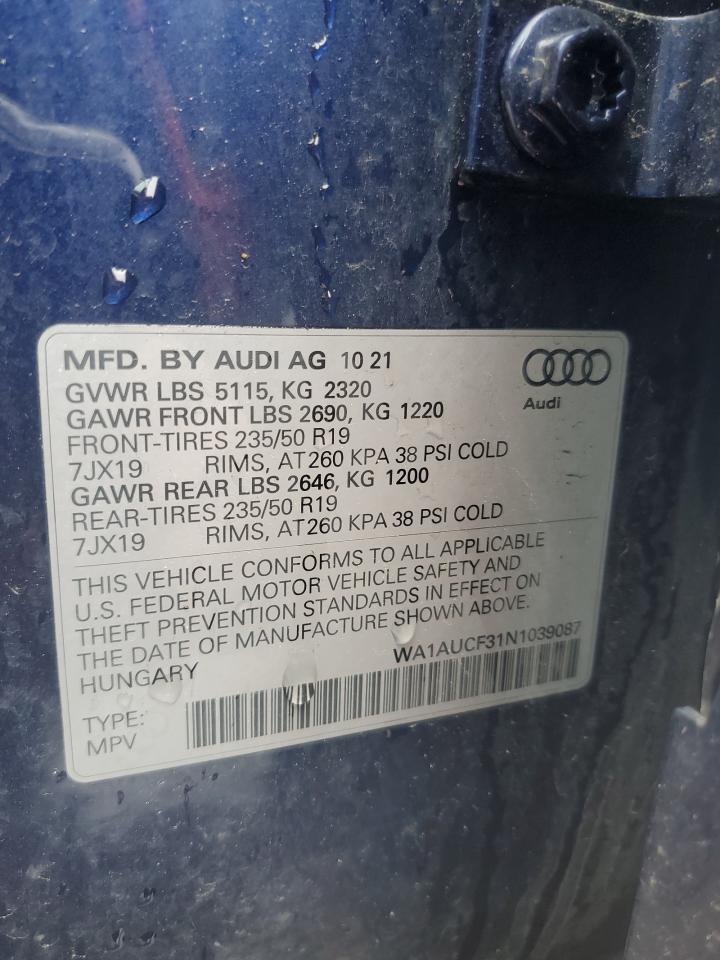 MFD. BY AUDI AG 10 21
Audi
GVWR LBS 5115, KG 2320
GAWR FRONT LBS 2690, KG 1220
FRONT-TIRES 235/50 R19
7JX19 RIMS, AT260 KPA 38 PSI COLD
GAWR REAR LBS 2646, KG 1200
REAR-TIRES 235/50 R19
7JX19 RIMS, AT260 KPA 38 PSI COLD
THIS VEHICLE CONFORMS TO ALL APPLICABLE
U.S. FEDERAL MOTOR VEHICLE SAFETY AND
THEFT PREVENTION STANDARDS IN EFFECT ON
THE DATE OF MANUFACTURE SHOWN ABOVE.
HUNGARY WA1AUCF31N1039087
TYPE:
MPV